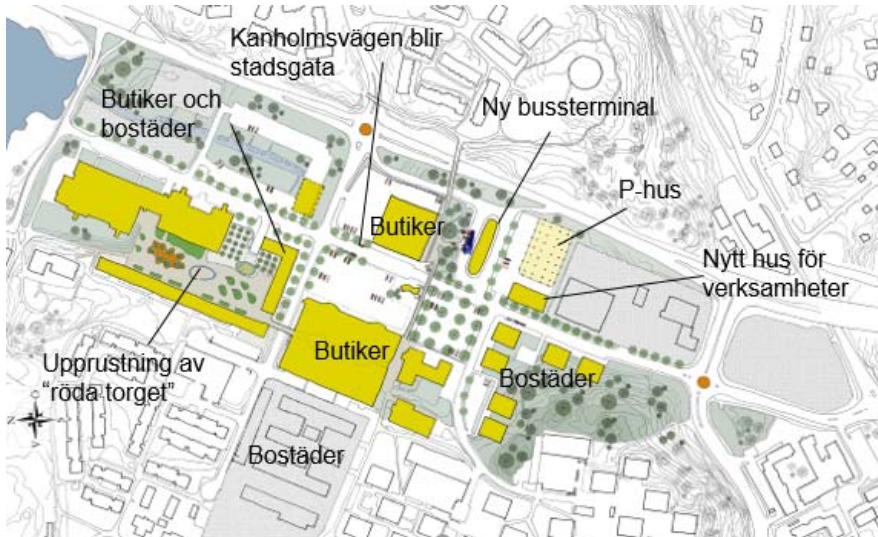 Kanholmsvägen blir
stadsgata
Butiker och
bostäder
Ny bussterminal
P-hus
Butiker
Nytt hus för
verksamheter
Upprustning av
“röda torget”
Butiker
Bostäder
Bostäder